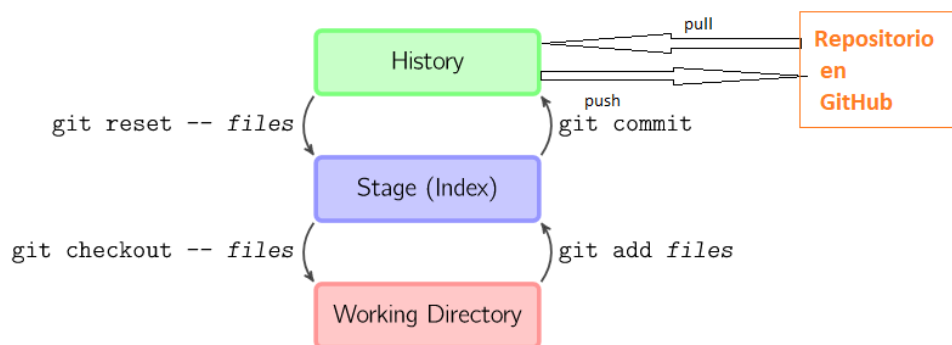 pull
Repositorio
en
GitHub
History
push
git reset -- files
git commit
Stage (Index)
git checkout -- files
git add files
Working Directory